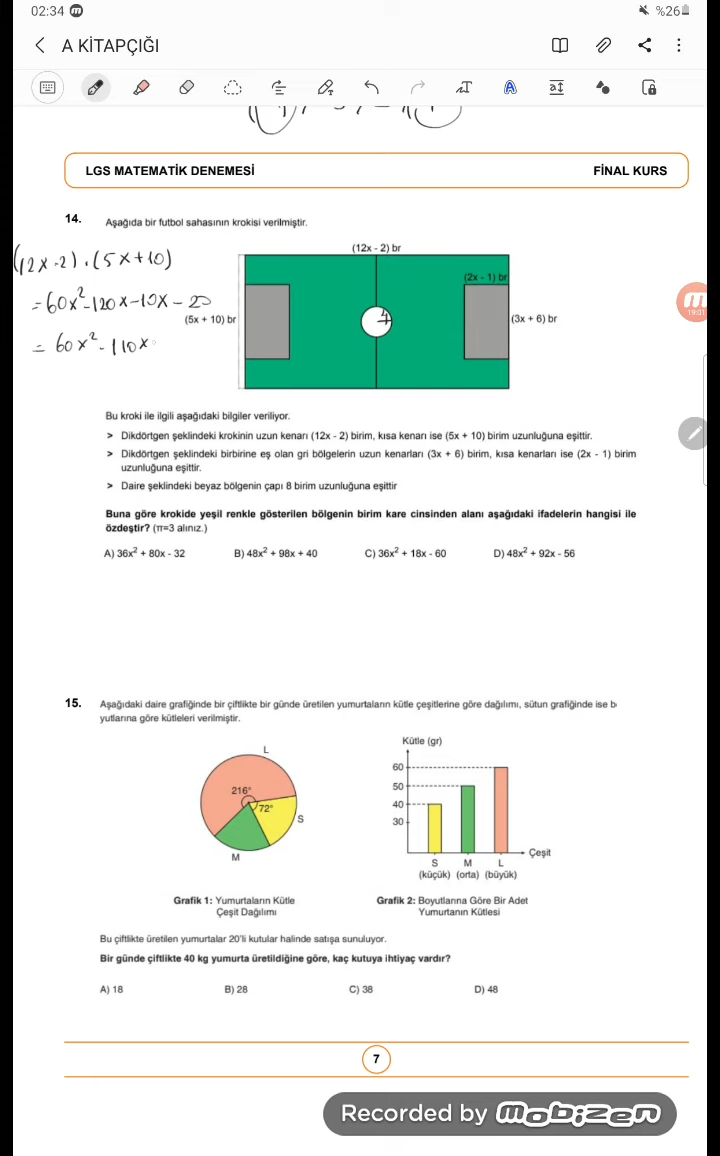 02:34 m %26
A KİTAPÇIĞI
LGS MATEMATİK DENEMESİ FİNAL KURS
14. Aşağıda bir futbol sahasının krokisi verilmiştir.
(12x-2).(5x+10)
=60x²-120x-10x-20
= 60x²-110x
(12x - 2) br
(2x - 1) br
(5x + 10) br
4
(3x + 6) br
m
19:01
Bu kroki ile ilgili aşağıdaki bilgiler veriliyor.
> Dikdörtgen şeklindeki krokinin uzun kenarı (12x - 2) birim, kısa kenarı ise (5x + 10) birim uzunluğuna eşittir.
> Dikdörtgen şeklindeki birbirine eş olan gri bölgelerin uzun kenarları (3x + 6) birim, kısa kenarları ise (2x - 1) birim
uzunluğuna eşittir.
> Daire şeklindeki beyaz bölgenin çapı 8 birim uzunluğuna eşittir
Buna göre krokide yeşil renkle gösterilen bölgenin birim kare cinsinden alanı aşağıdaki ifadelerin hangisi ile
özdeştir? (π=3 alınız.)
A) 36x² + 80x - 32 B) 48x² + 98x + 40 C) 36x² + 18x - 60 D) 48x² + 92x - 56
15. Aşağıdaki daire grafiğinde bir çiftlikte bir günde üretilen yumurtaların kütle çeşitlerine göre dağılımı, sütun grafiğinde ise b
yutlarına göre kütleleri verilmiştir.
L
216°
72°
S
M
Kütle (gr)
60
50
40
30
Çeşit
S M L
(küçük) (orta) (büyük)
Grafik 1: Yumurtaların Kütle
Çeşit Dağılımı
Grafik 2: Boyutlarına Göre Bir Adet
Yumurtanın Kütlesi
Bu çiftlikte üretilen yumurtalar 20'li kutular halinde satışa sunuluyor.
Bir günde çiftlikte 40 kg yumurta üretildiğine göre, kaç kutuya ihtiyaç vardır?
A) 18 B) 28 C) 38 D) 48
7
Recorded by mobizen